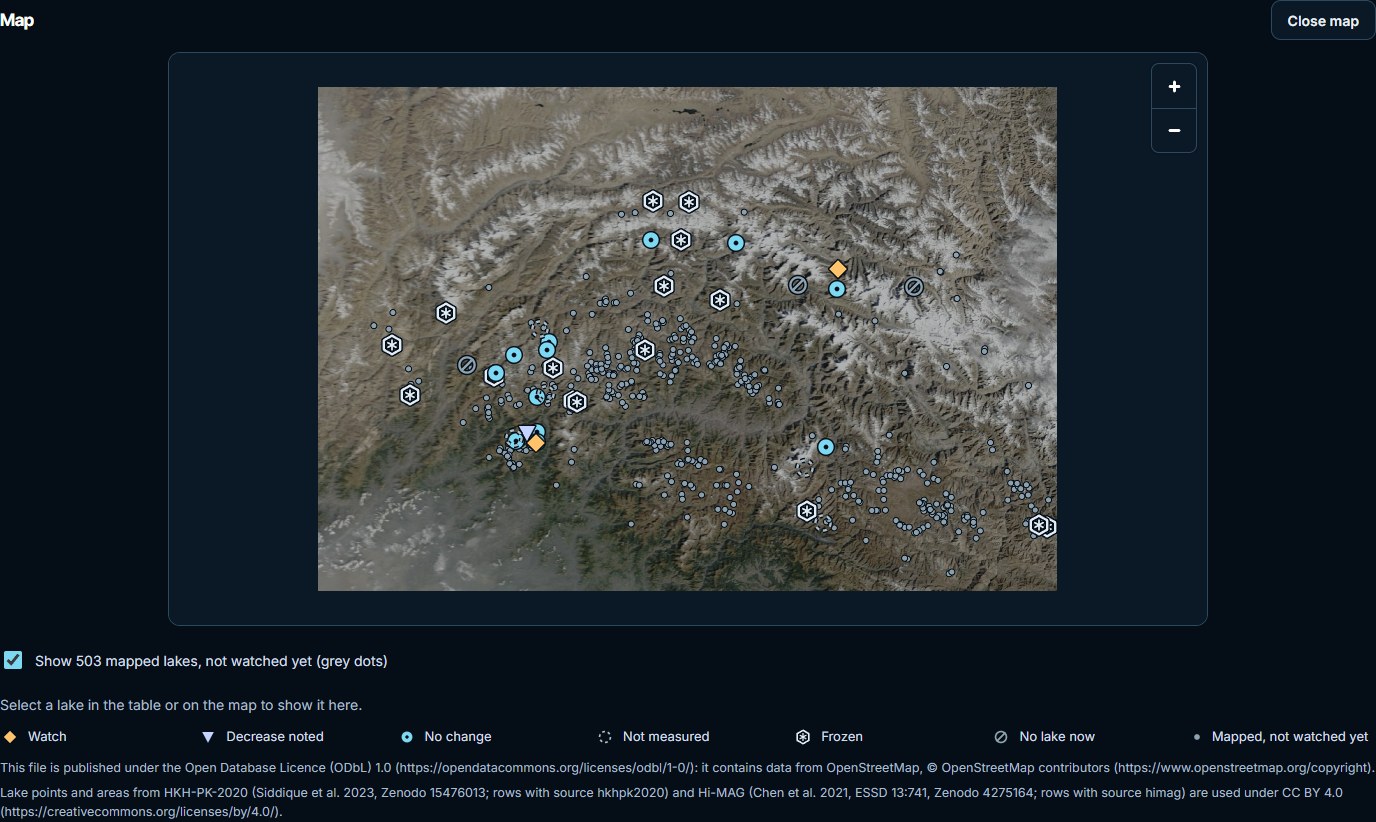 Map
Close map
+
−
Show 503 mapped lakes, not watched yet (grey dots)
Select a lake in the table or on the map to show it here.
Watch
Decrease noted
No change
Not measured
Frozen
No lake now
Mapped, not watched yet
This file is published under the Open Database Licence (ODbL) 1.0 (https://opendatacommons.org/licenses/odbl/1-0/): it contains data from OpenStreetMap, © OpenStreetMap contributors (https://www.openstreetmap.org/copyright).
Lake points and areas from HKH-PK-2020 (Siddique et al. 2023, Zenodo 15476013; rows with source hkhpk2020) and Hi-MAG (Chen et al. 2021, ESSD 13:741, Zenodo 4275164; rows with source himag) are used under CC BY 4.0
(https://creativecommons.org/licenses/by/4.0/).